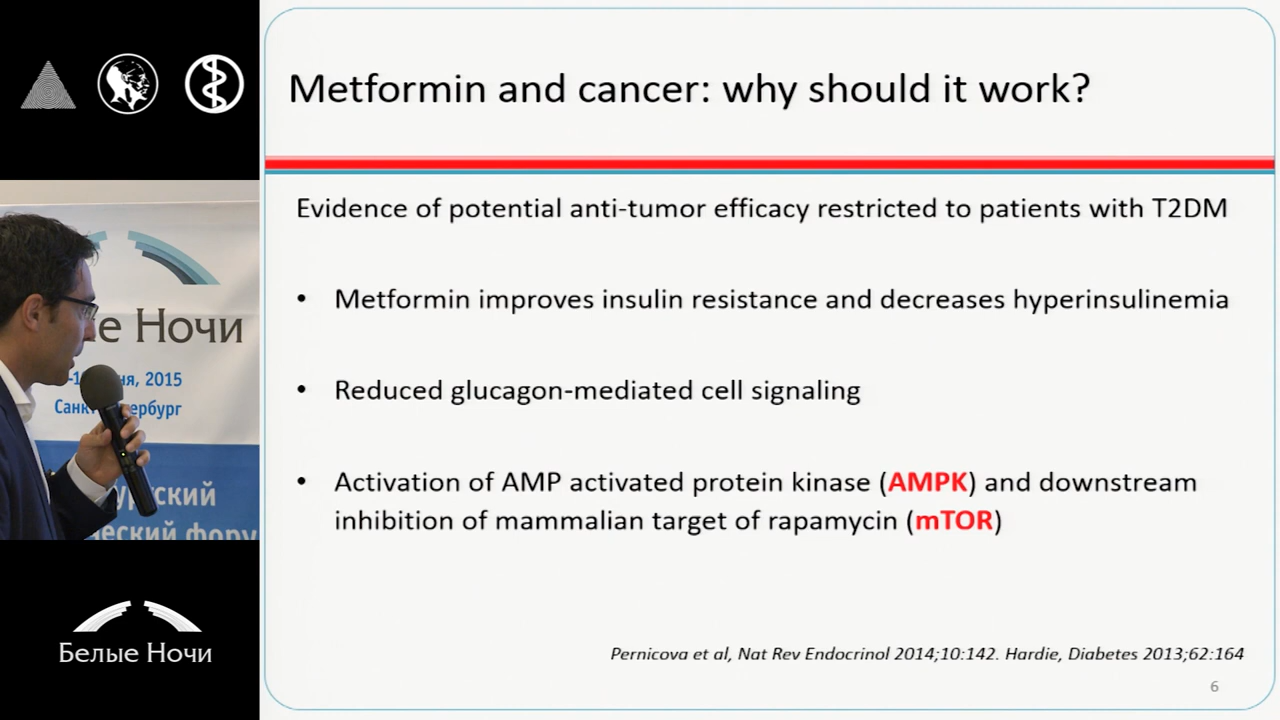 Metformin and cancer: why should it work?
Evidence of potential anti-tumor efficacy restricted to patients with T2DM
• Metformin improves insulin resistance and decreases hyperinsulinemia
• Reduced glucagon-mediated cell signaling
• Activation of AMP activated protein kinase (AMPK) and downstream
inhibition of mammalian target of rapamycin (mTOR)
Pernicova et al, Nat Rev Endocrinol 2014;10:142. Hardie, Diabetes 2013;62:164
6
Ночи
2015
Белые Ночи